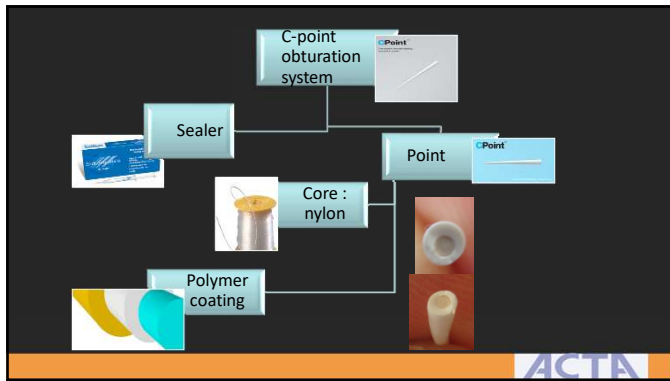 C-point
obturation
system
CPoint
Sealer
Point
CPoint
Core :
nylon
Polymer
coating
ACTA